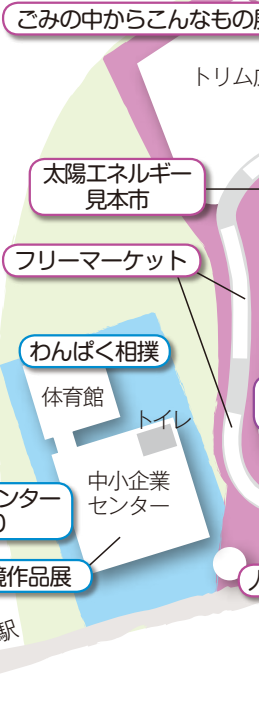 ごみの中からこんなもの
トリム
太陽エネルギー
見本市
フリーマーケット
わんぱく相撲
体育館
トイレ
中小企業
センター
ンター
作品展
駅